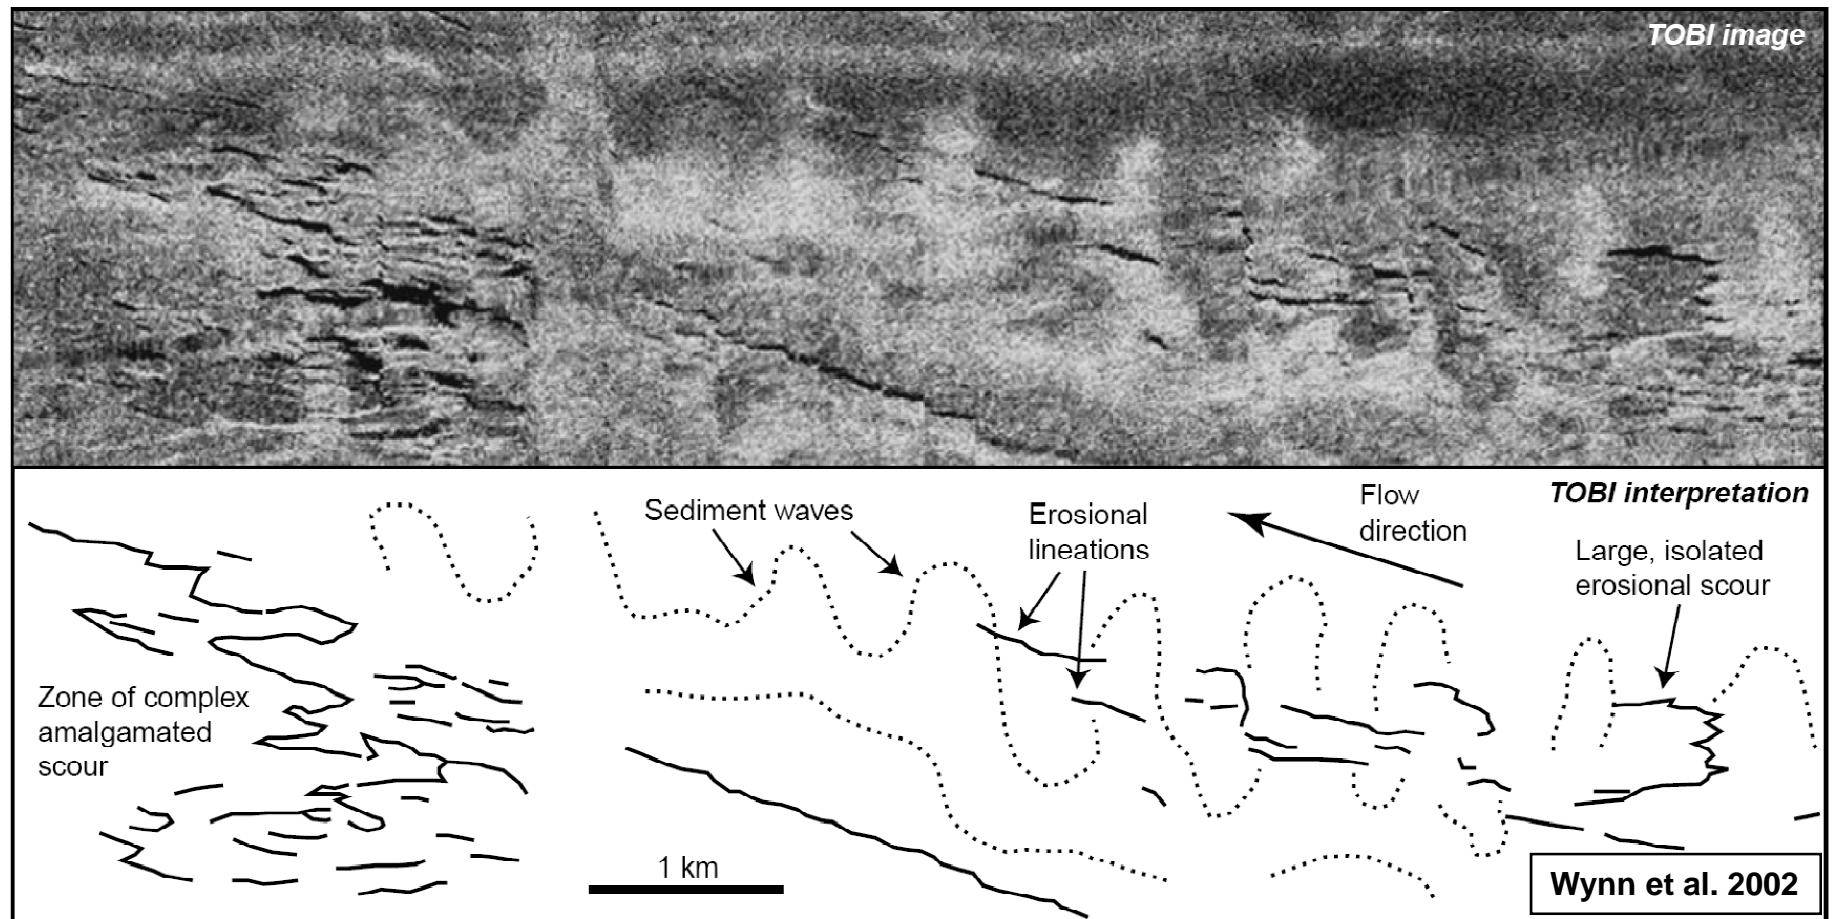 TOBI image
TOBI interpretation
Flow
direction
Sediment waves
Erosional
lineations
Large, isolated
erosional scour
Zone of complex
amalgamated
scour
1 km
Wynn et al. 2002